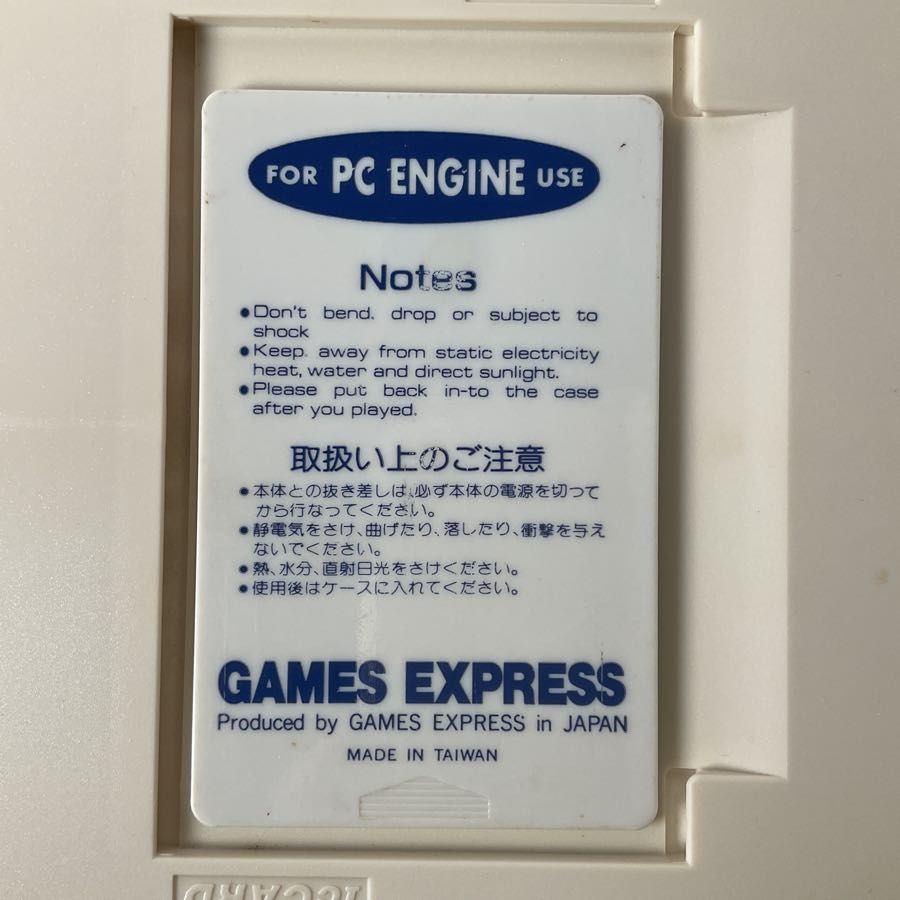 FOR PC ENGINE USE
Notes
●Don't bend. drop or subject to
shock
●Keep. away from static electricity
heat, water and direct sunlight.
●Please put back in-to the case
after you played.
取扱い上のご注意
●本体との抜き差しは、必ず本体の電源を切って
から行なってください。
●静電気をさけ、曲げたり、落したり、衝撃を与え
ないでください。
●熱、水分、直射日光をさけください。
●使用後はケースに入れてください。
GAMES EXPRESS
Produced by GAMES EXPRESS in JAPAN
MADE IN TAIWAN